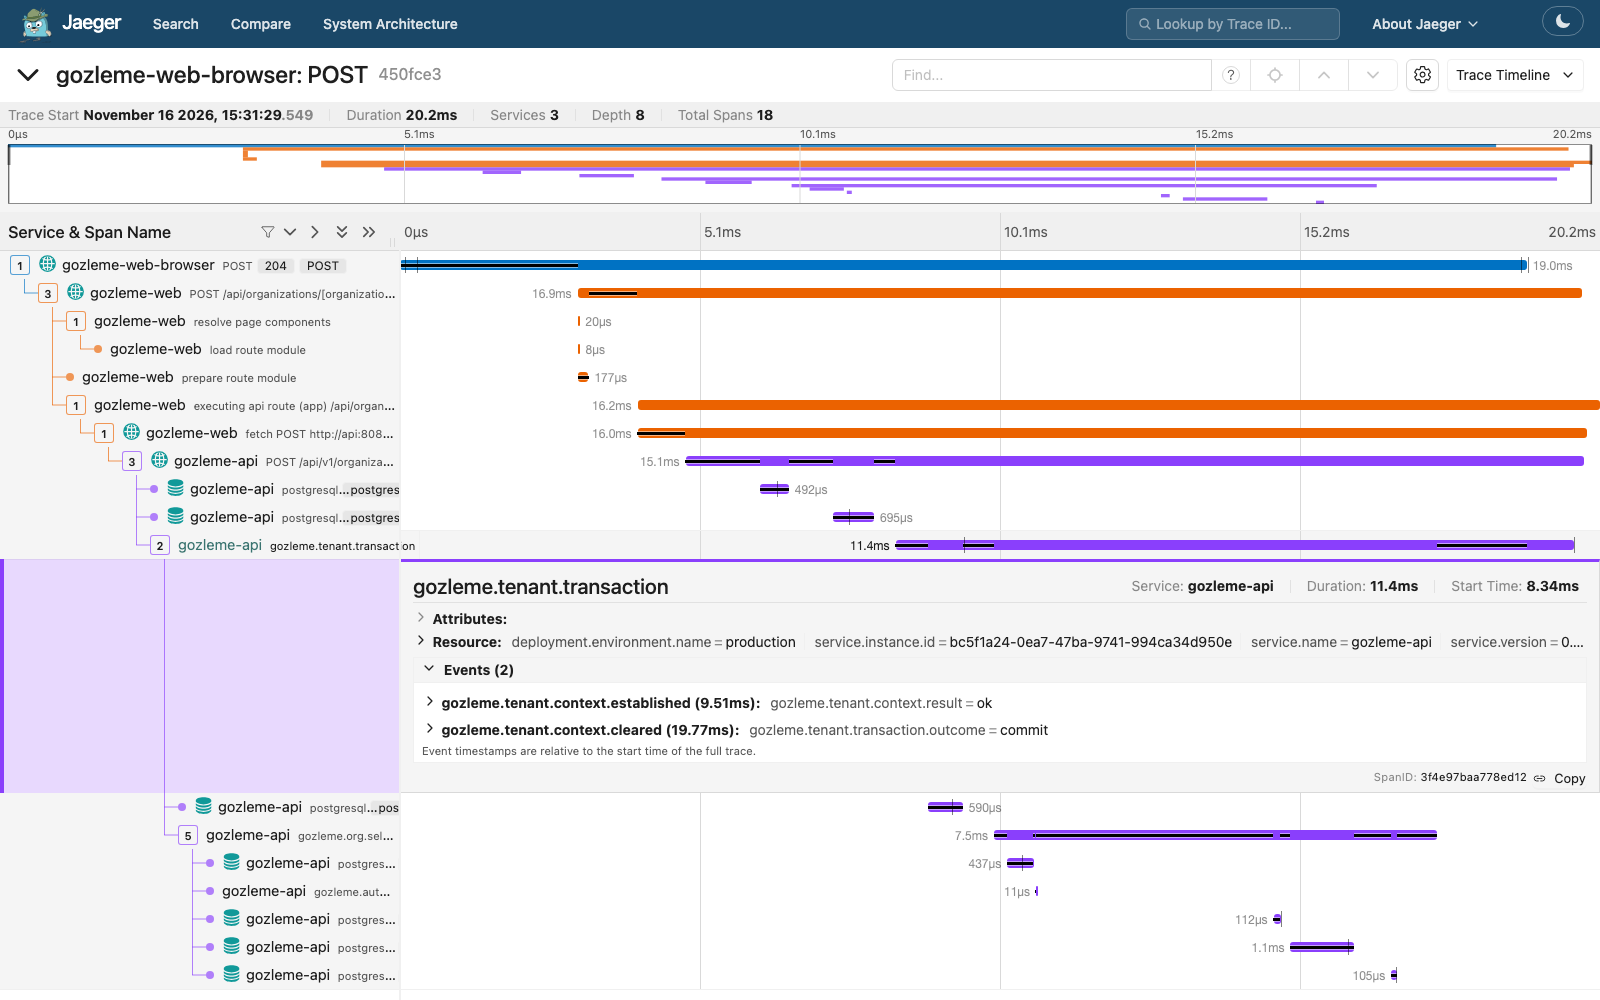 Jaeger Search Compare System Architecture Lookup by Trace ID... About Jaeger
gozleme-web-browser: POST 450fce3 Find... ? Trace Timeline
Trace Start November 16 2026, 15:31:29.549 Duration 20.2ms Services 3 Depth 8 Total Spans 18
0μs 5.1ms 10.1ms 15.2ms 20.2ms
Service & Span Name 0μs 5.1ms 10.1ms 15.2ms 20.2ms
1 gozleme-web-browser POST 204 POST 19.0ms
3 gozleme-web POST /api/organizations/[organizatio... 16.9ms
1 gozleme-web resolve page components 20μs
gozleme-web load route module 8μs
gozleme-web prepare route module 177μs
1 gozleme-web executing api route (app) /api/organ... 16.2ms
1 gozleme-web fetch POST http://api:808... 16.0ms
3 gozleme-api POST /api/v1/organiza... 15.1ms
gozleme-api postgresql...postgres 492μs
gozleme-api postgresql...postgres 695μs
2 gozleme-api gozleme.tenant.transaction 11.4ms
gozleme.tenant.transaction Service: gozleme-api Duration: 11.4ms Start Time: 8.34ms
Attributes:
Resource: deployment.environment.name = production service.instance.id = bc5f1a24-0ea7-47ba-9741-994ca34d950e service.name = gozleme-api service.version = 0....
Events (2)
gozleme.tenant.context.established (9.51ms): gozleme.tenant.context.result = ok
gozleme.tenant.context.cleared (19.77ms): gozleme.tenant.transaction.outcome = commit
Event timestamps are relative to the start time of the full trace.
SpanID: 3f4e97baa778ed12 Copy
gozleme-api postgresql...pos 590μs
5 gozleme-api gozleme.org.sel... 7.5ms
gozleme-api postgres... 437μs
gozleme-api gozleme.aut... 11μs
gozleme-api postgres... 112μs
gozleme-api postgres... 1.1ms
gozleme-api postgres... 105μs